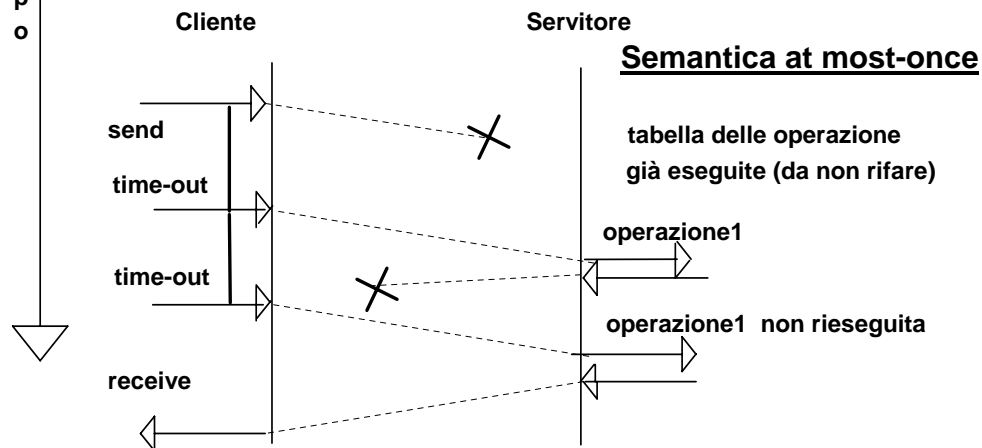 p
o
Cliente
Servitore
Semantica at most-once
send
tabella delle operazione
già eseguite (da non rifare)
time-out
operazione1
time-out
operazione1 non rieseguita
receive